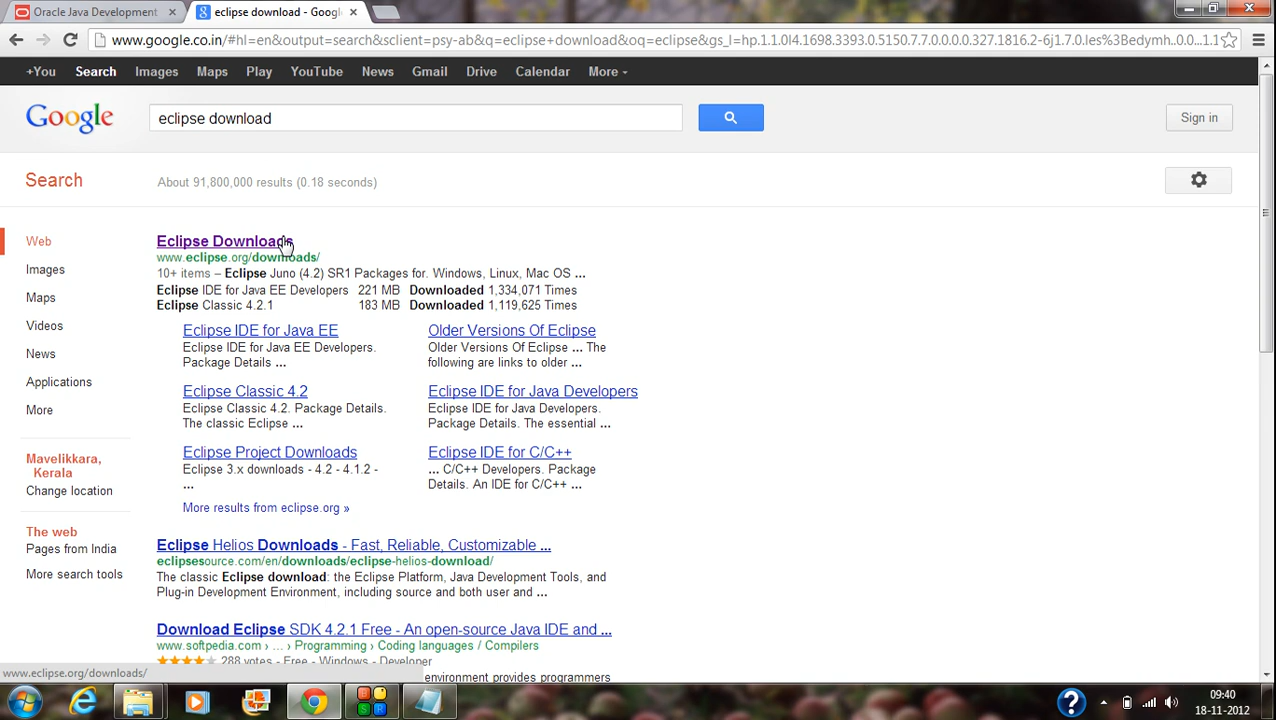 Oracle Java Development
eclipse download - Google
www.google.co.in/#hl=en&output=search&sclient=psy-ab&q=eclipse+download&oq=eclipse&gs_l=hp.1.1.0l4.1698.3393.0.5150.7.7.0.0.0.0.327.1816.2-6j1.7.0.les%3Bedymh..0.0...1.1
+You Search Images Maps Play YouTube News Gmail Drive Calendar More
Google
eclipse download
Sign in
Search
About 91,800,000 results (0.18 seconds)
Web
Images
Maps
Videos
News
Applications
More
Mavelikkara,
Kerala
Change location
The web
Pages from India
More search tools
Eclipse Downloads
www.eclipse.org/downloads/
10+ items – Eclipse Juno (4.2) SR1 Packages for. Windows, Linux, Mac OS ...
Eclipse IDE for Java EE Developers 221 MB Downloaded 1,334,071 Times
Eclipse Classic 4.2.1 183 MB Downloaded 1,119,625 Times
Eclipse IDE for Java EE
Eclipse IDE for Java EE Developers.
Package Details ...
Older Versions Of Eclipse
Older Versions Of Eclipse ... The
following are links to older ...
Eclipse Classic 4.2
Eclipse Classic 4.2. Package Details.
The classic Eclipse ...
Eclipse IDE for Java Developers
Eclipse IDE for Java Developers.
Package Details. The essential ...
Eclipse Project Downloads
Eclipse 3.x downloads - 4.2 - 4.1.2 -
...
Eclipse IDE for C/C++
... C/C++ Developers. Package
Details. An IDE for C/C++ ...
More results from eclipse.org »
Eclipse Helios Downloads - Fast, Reliable, Customizable ...
eclipsesource.com/en/downloads/eclipse-helios-download/
The classic Eclipse download: the Eclipse Platform, Java Development Tools, and
Plug-in Development Environment, including source and both user and ...
Download Eclipse SDK 4.2.1 Free - An open-source Java IDE and ...
www.softpedia.com › ... › Programming › Coding languages / Compilers
288 votes - Free - Windows - Developer
environment provides programmers
www.eclipse.org/downloads/
09:40
18-11-2012